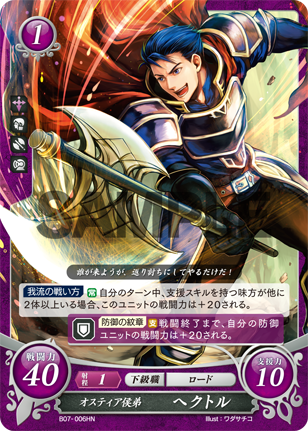 1
SAMPLE
誰が来ようが、返り討ちにしてやるだけだ！
我流の戦い方 常 自分のターン中、支援スキルを持つ味方が他に
2体以上いる場合、このユニットの戦闘力は＋20される。
防御の紋章 支 戦闘終了まで、自分の防御
ユニットの戦闘力は＋20される。
戦闘力 40
射程 1 下級職 ロード
支援力 10
オスティア侯弟 ヘクトル
B07-006HN Illust：ワダサチコ